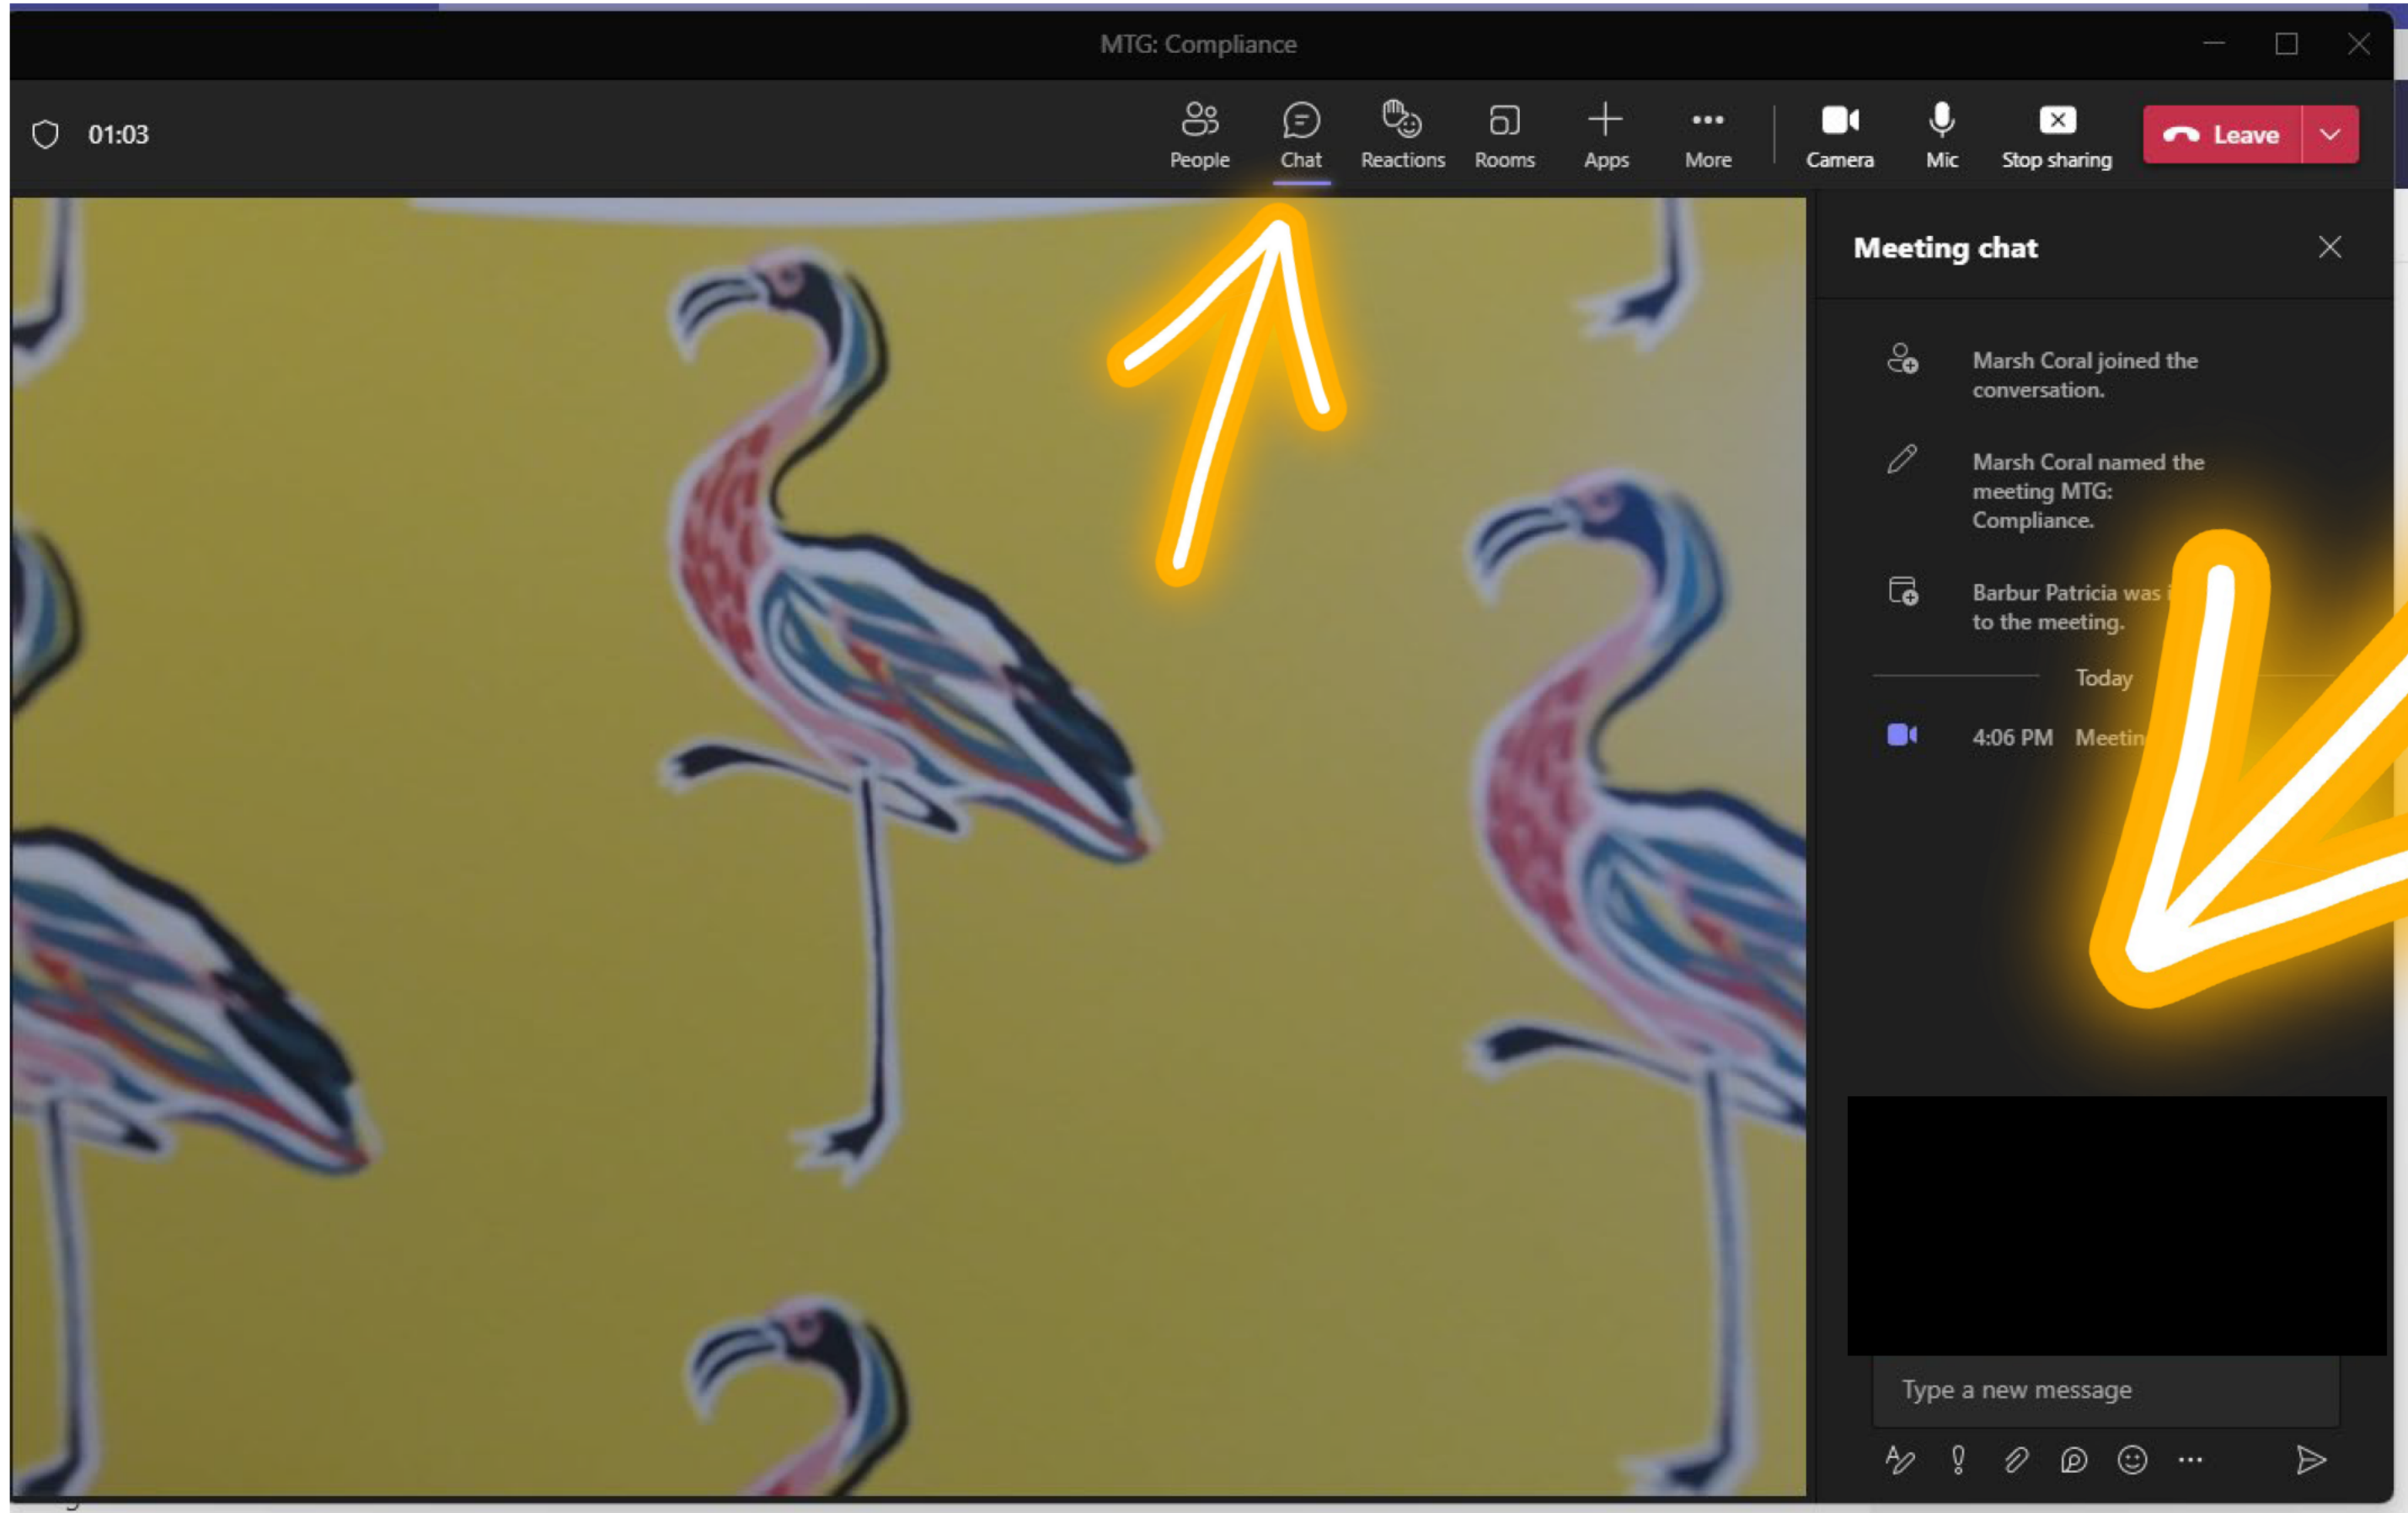 MTG: Compliance
01:03
People Chat Reactions Rooms Apps More Camera Mic Stop sharing Leave
Meeting chat
Marsh Coral joined the
conversation.
Marsh Coral named the
meeting MTG:
Compliance.
Barbur Patricia was
to the meeting.
Today
4:06 PM
Type a new message